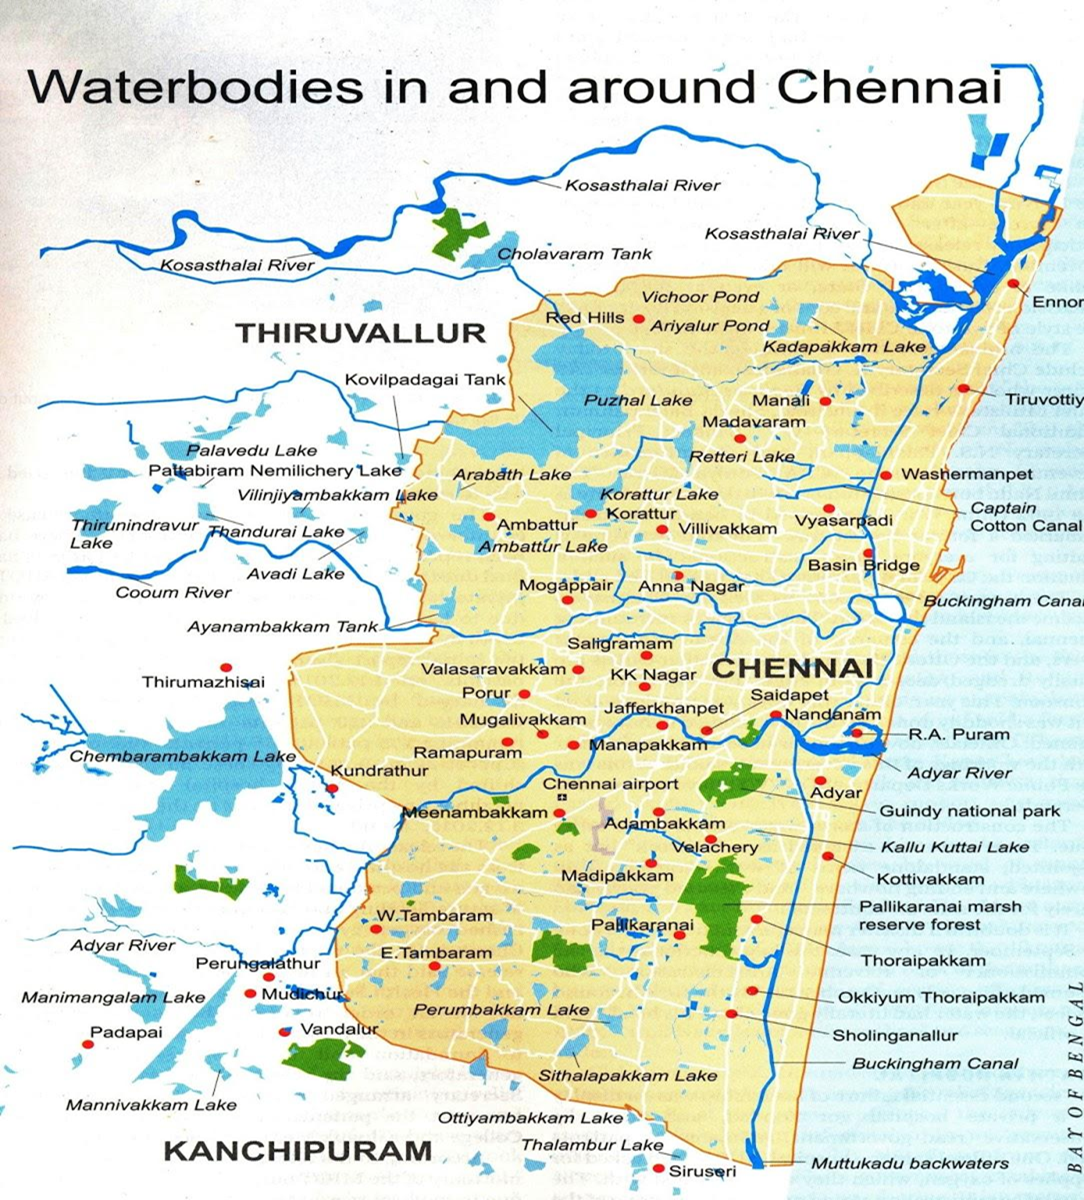 Waterbodies in and around Chennai
Kosasthalai River
Kosasthalai River
Cholavaram Tank
Kosasthalai River
Vichoor Pond
Ennor
Red Hills
Ariyalur Pond
THIRUVALLUR
Kadapakkam Lake
Kovilpadagai Tank
Puzhal Lake
Manali
Tiruvottiy
Madavaram
Palavedu Lake
Retteri Lake
Pattabiram Nemilichery Lake
Arabath Lake
Washermanpet
Vilinjiyambakkam Lake
Korattur Lake
Captain
Cotton Canal
Thirunindravur
Lake
Thandurai Lake
Ambattur
Korattur
Villivakkam
Vyasarpadi
Ambattur Lake
Basin Bridge
Avadi Lake
Mogappair
Anna Nagar
Cooum River
Buckingham Canal
Ayanambakkam Tank
Saligramam
Valasaravakkam
CHENNAI
Thirumazhisai
KK Nagar
Porur
Saidapet
Jafferkhanpet
Nandanam
Mugalivakkam
R.A. Puram
Ramapuram
Manapakkam
Chembarambakkam Lake
Kundrathur
Adyar River
Chennai airport
Adyar
Meenambakkam
Guindy national park
Adambakkam
Velachery
Kallu Kuttai Lake
Madipakkam
Kottivakkam
Pallikaranai marsh
reserve forest
W.Tambaram
Pallikaranai
Adyar River
E.Tambaram
Thoraipakkam
Perungalathur
Manimangalam Lake
Mudichur
Okkiyum Thoraipakkam
Perumbakkam Lake
Padapai
Vandalur
Sholinganallur
Buckingham Canal
Sithalapakkam Lake
Mannivakkam Lake
Ottiyambakkam Lake
KANCHIPURAM
Thalambur Lake
Siruseri
Muttukadu backwaters
BAY OF BENGAL